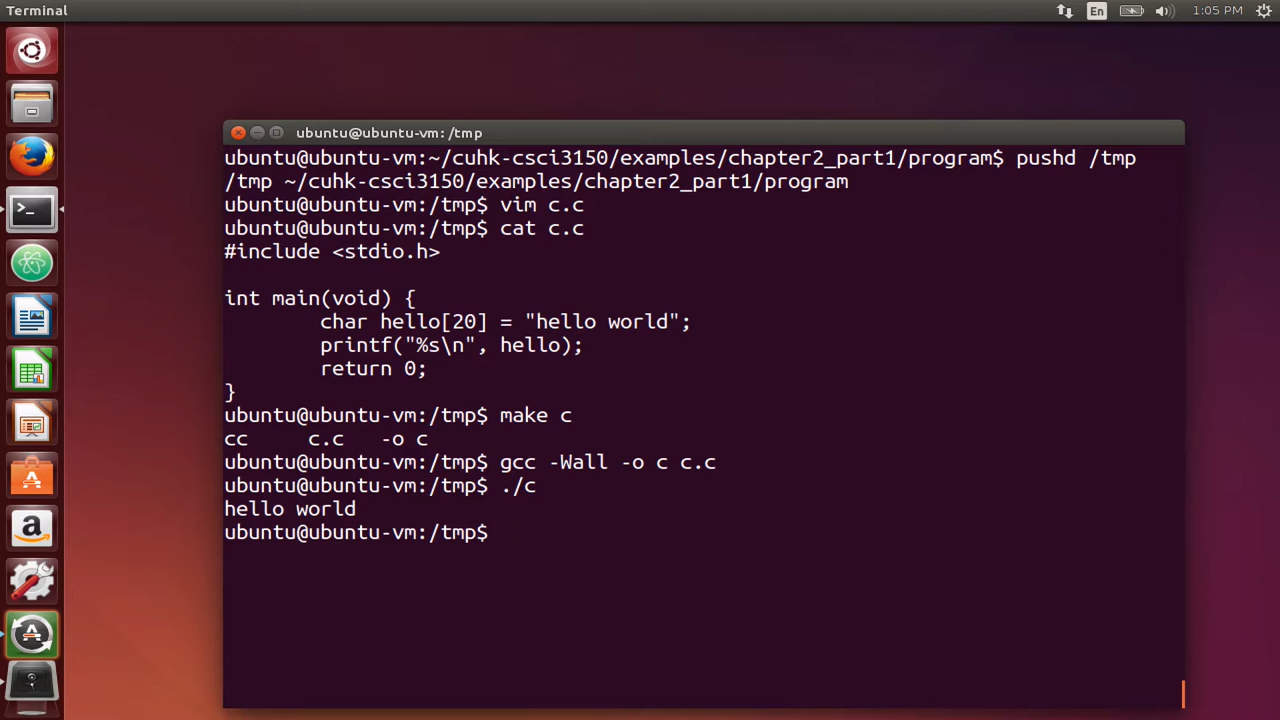 Terminal
En
1:05 PM
ubuntu@ubuntu-vm: /tmp
ubuntu@ubuntu-vm:~/cuhk-csci3150/examples/chapter2_part1/program$ pushd /tmp
/tmp ~/cuhk-csci3150/examples/chapter2_part1/program
ubuntu@ubuntu-vm:/tmp$ vim c.c
ubuntu@ubuntu-vm:/tmp$ cat c.c
#include <stdio.h>

int main(void) {
        char hello[20] = "hello world";
        printf("%s\n", hello);
        return 0;
}
ubuntu@ubuntu-vm:/tmp$ make c
cc     c.c   -o c
ubuntu@ubuntu-vm:/tmp$ gcc -Wall -o c c.c
ubuntu@ubuntu-vm:/tmp$ ./c
hello world
ubuntu@ubuntu-vm:/tmp$